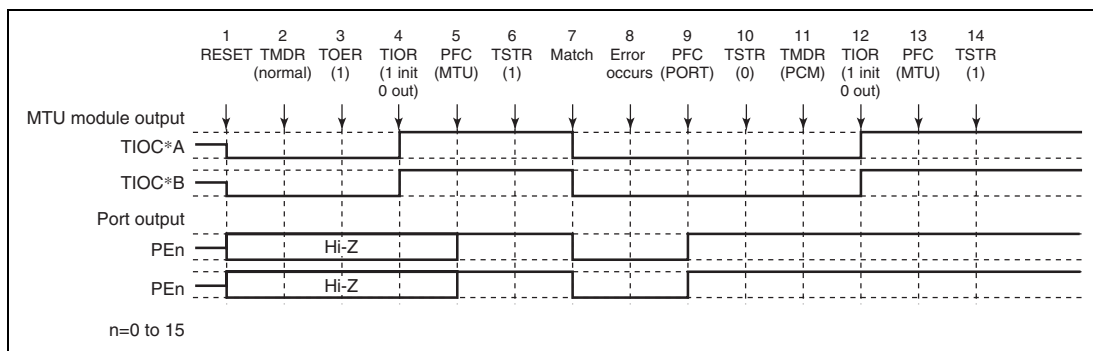 1 2 3 4 5 6 7 8 9 10 11 12 13 14
RESET TMDR TOER TIOR PFC TSTR Match Error PFC TSTR TMDR TIOR PFC TSTR
(normal) (1) (1 init (MTU) (1) occurs (PORT) (0) (PCM) (1 init (MTU) (1)
0 out) 0 out)
MTU module output
TIOC*A
TIOC*B
Port output
PEn Hi-Z
PEn Hi-Z
n=0 to 15